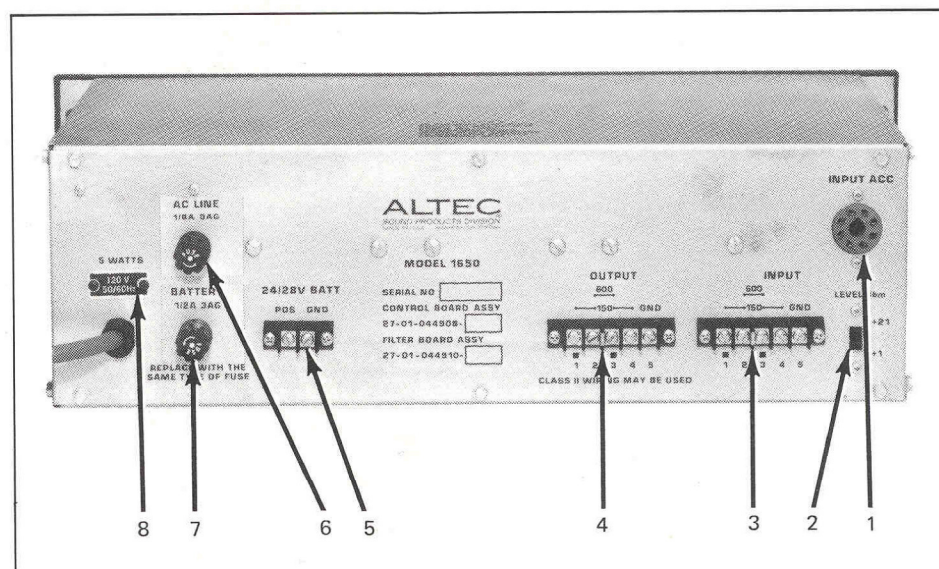 INPUT ACC
AC LINE
1/8A 3AG
ALTEC
SOUND PRODUCTS DIVISION
MODEL 1650
5 WATTS
120 V
50/60Hz
BATTERY
1/2A 3AG
REPLACE WITH THE
SAME TYPE OF FUSE
24/28V BATT
POS GND
SERIAL NO
CONTROL BOARD ASSY
27-01-044908-
FILTER BOARD ASSY
27-01-044910-
OUTPUT
600
150 GND
1 2 3 4 5
CLASS II WIRING MAY BE USED
INPUT
600
150 GND
1 2 3 4 5
LEVEL
+21
+1
8 7 6 5 4 3 2 1